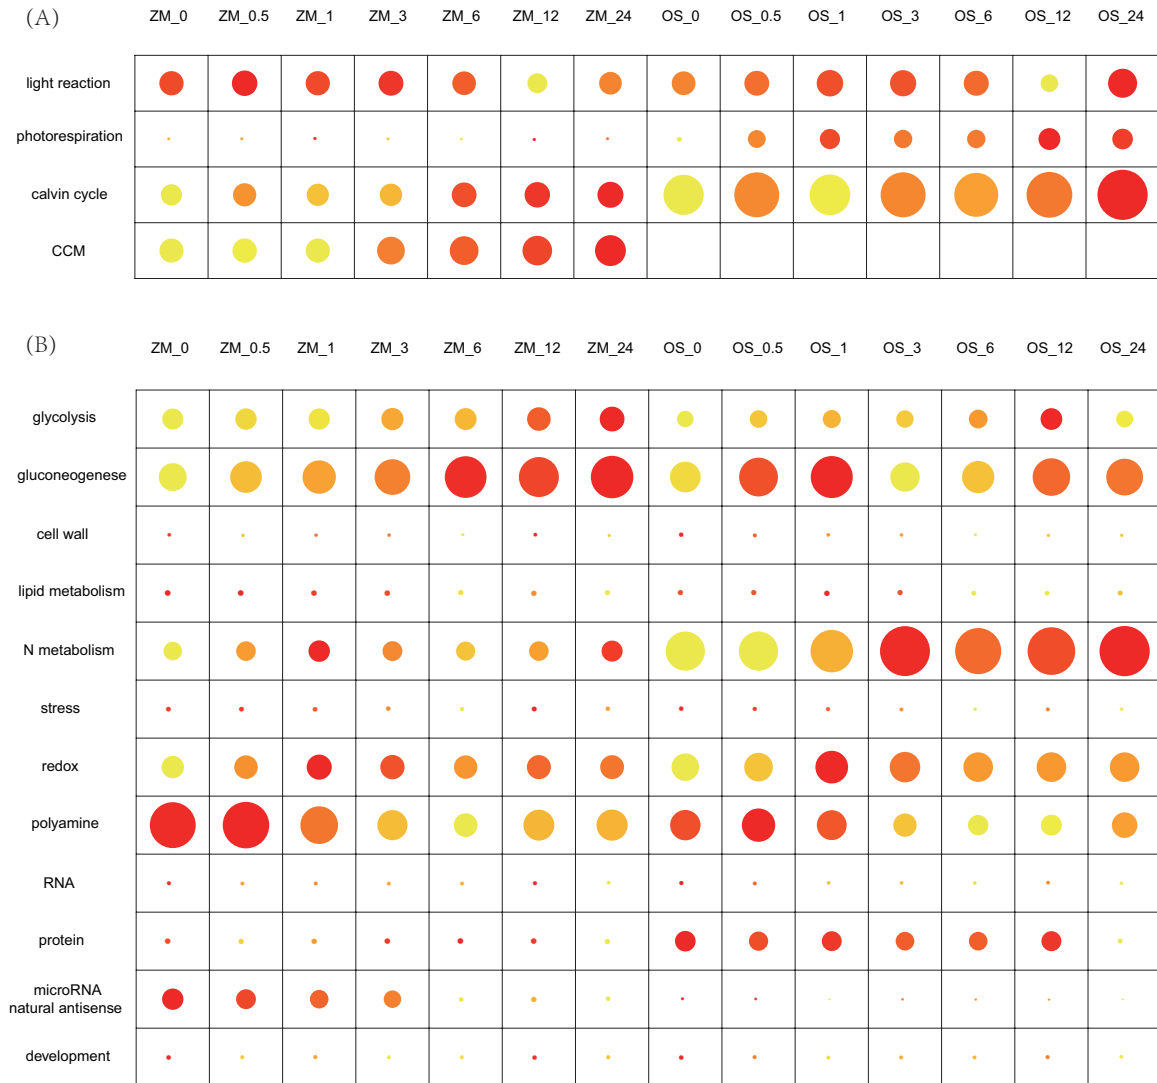 (A)
ZM_0 ZM_0.5 ZM_1 ZM_3 ZM_6 ZM_12 ZM_24 OS_0 OS_0.5 OS_1 OS_3 OS_6 OS_12 OS_24
light reaction
photorespiration
calvin cycle
CCM
(B)
ZM_0 ZM_0.5 ZM_1 ZM_3 ZM_6 ZM_12 ZM_24 OS_0 OS_0.5 OS_1 OS_3 OS_6 OS_12 OS_24
glycolysis
gluconeogenese
cell wall
lipid metabolism
N metabolism
stress
redox
polyamine
RNA
protein
microRNA
natural antisense
development